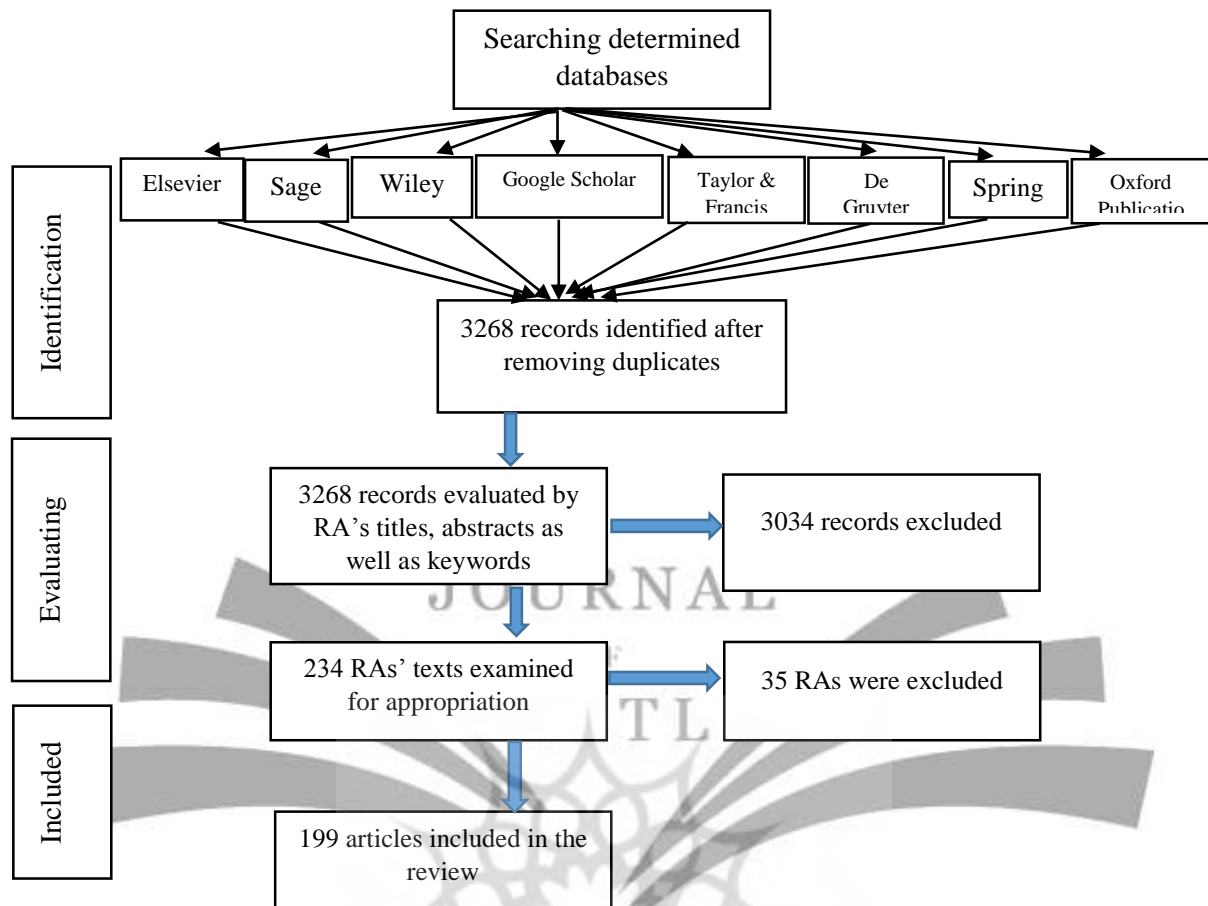 Searching determined
databases
Elsevier
Sage
Wiley
Google Scholar
Taylor &
Francis
De
Gruyter
Spring
Oxford
Publicatio
Identification
3268 records identified after
removing duplicates
Evaluating
3268 records evaluated by
RA’s titles, abstracts as
well as keywords
3034 records excluded
JOURNAL
234 RAs’ texts examined
for appropriation
35 RAs were excluded
TL
Included
199 articles included in the
review